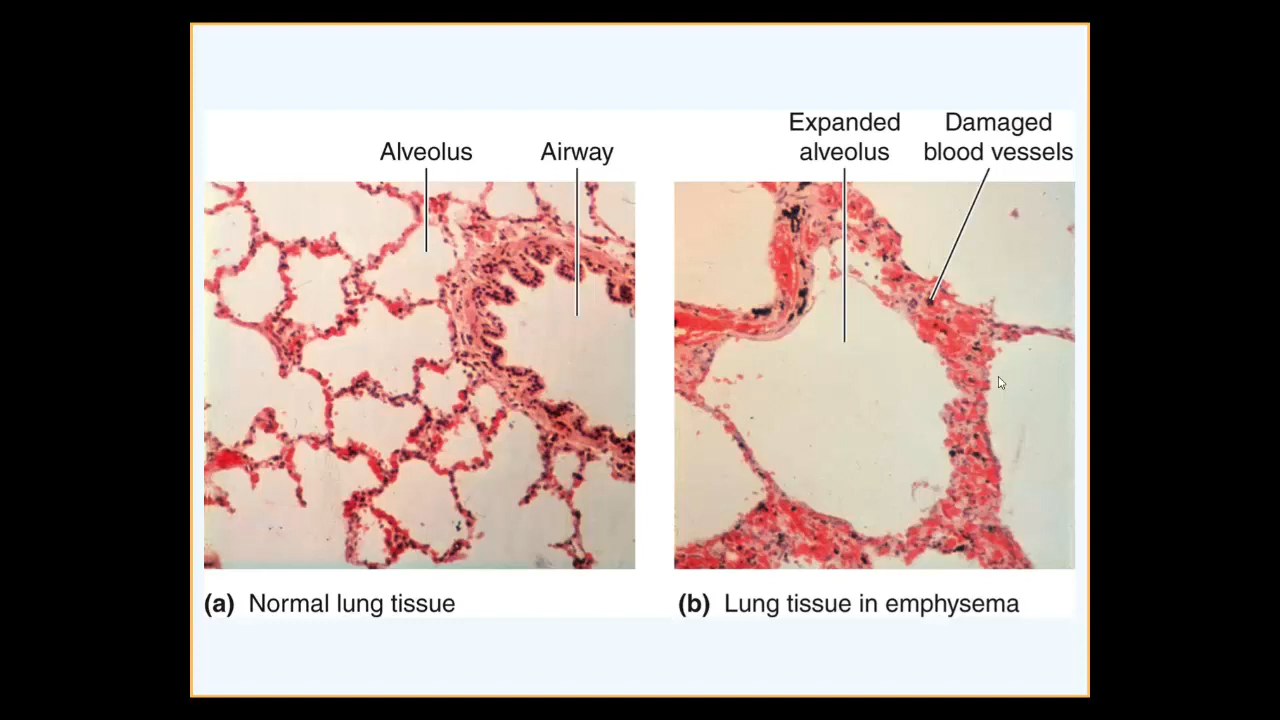 Alveolus
Airway
Expanded
alveolus
Damaged
blood vessels
(a) Normal lung tissue
(b) Lung tissue in emphysema